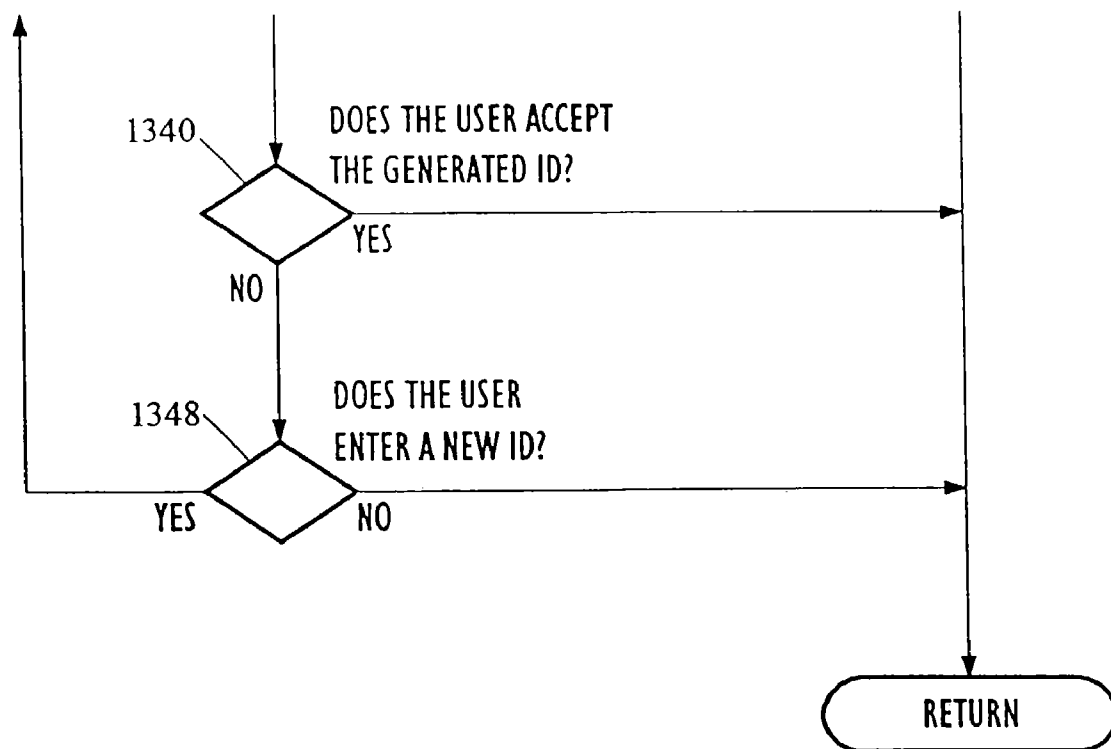 1340
DOES THE USER ACCEPT
THE GENERATED ID?
YES
NO
1348
DOES THE USER
ENTER A NEW ID?
YES
NO
RETURN